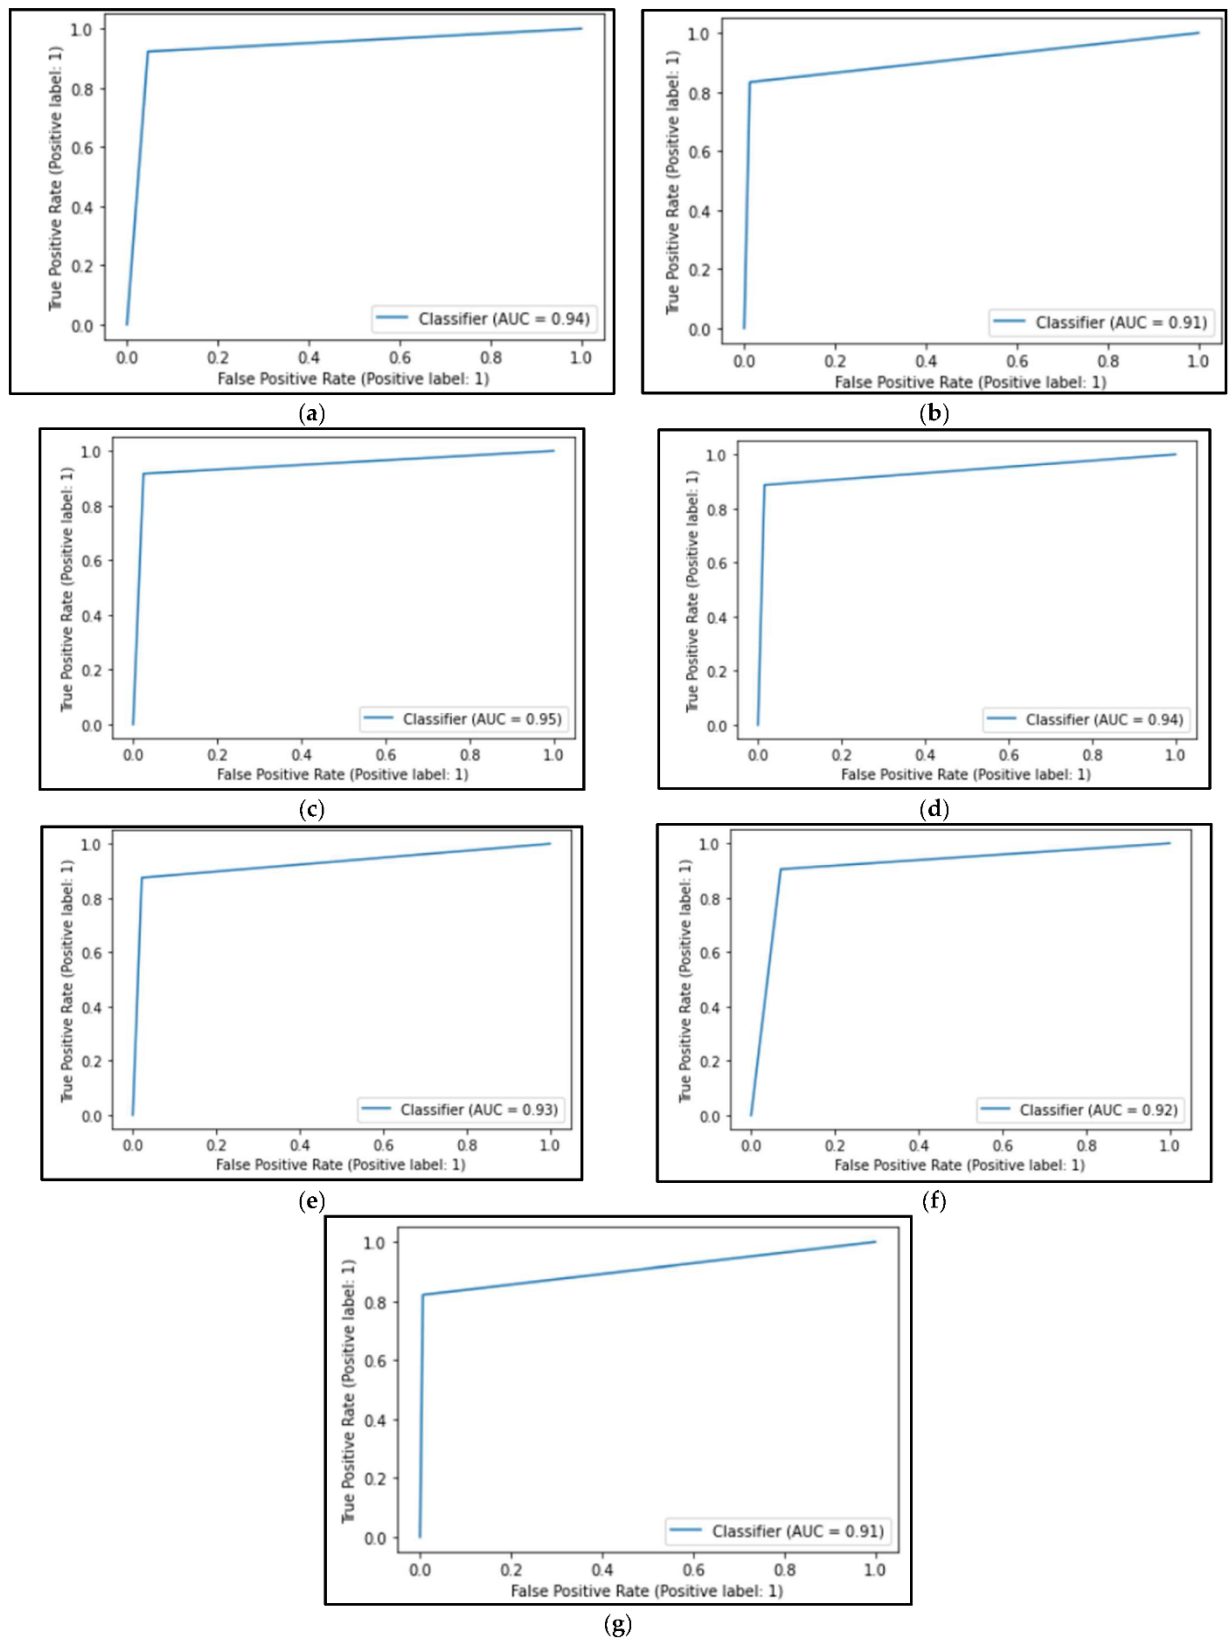 1.0
0.8
0.6
0.4
0.2
0.0
True Positive Rate (Positive label: 1)
Classifier (AUC = 0.94)
0.0 0.2 0.4 0.6 0.8 1.0
False Positive Rate (Positive label: 1)
(a)
1.0
0.8
0.6
0.4
0.2
0.0
True Positive Rate (Positive label: 1)
Classifier (AUC = 0.91)
0.0 0.2 0.4 0.6 0.8 1.0
False Positive Rate (Positive label: 1)
(b)
1.0
0.8
0.6
0.4
0.2
0.0
True Positive Rate (Positive label: 1)
Classifier (AUC = 0.95)
0.0 0.2 0.4 0.6 0.8 1.0
False Positive Rate (Positive label: 1)
(c)
1.0
0.8
0.6
0.4
0.2
0.0
True Positive Rate (Positive label: 1)
Classifier (AUC = 0.94)
0.0 0.2 0.4 0.6 0.8 1.0
False Positive Rate (Positive label: 1)
(d)
1.0
0.8
0.6
0.4
0.2
0.0
True Positive Rate (Positive label: 1)
Classifier (AUC = 0.93)
0.0 0.2 0.4 0.6 0.8 1.0
False Positive Rate (Positive label: 1)
(e)
1.0
0.8
0.6
0.4
0.2
0.0
True Positive Rate (Positive label: 1)
Classifier (AUC = 0.92)
0.0 0.2 0.4 0.6 0.8 1.0
False Positive Rate (Positive label: 1)
(f)
1.0
0.8
0.6
0.4
0.2
0.0
True Positive Rate (Positive label: 1)
Classifier (AUC = 0.91)
0.0 0.2 0.4 0.6 0.8 1.0
False Positive Rate (Positive label: 1)
(g)